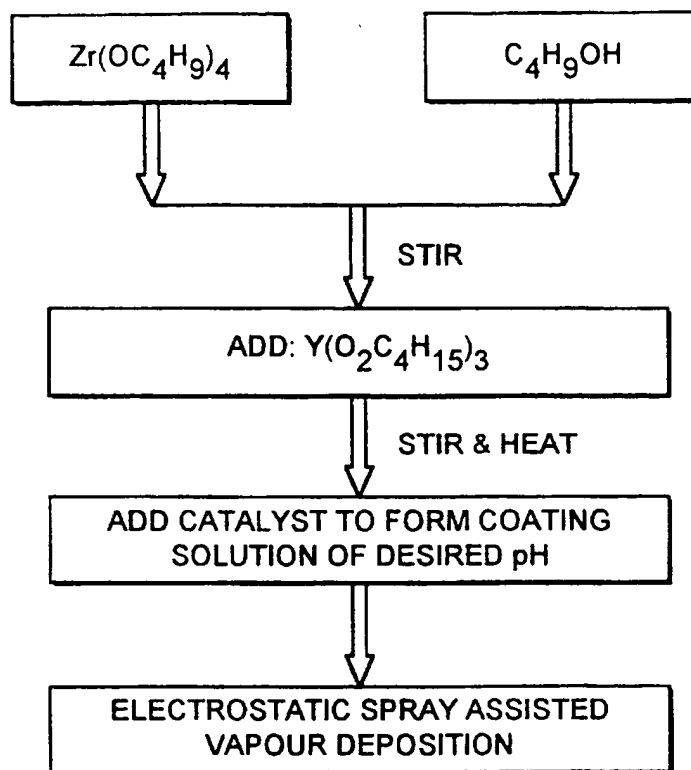 Zr(OC4H9)4
C4H9OH
STIR
ADD: Y(O2C4H15)3
STIR & HEAT
ADD CATALYST TO FORM COATING
SOLUTION OF DESIRED pH
ELECTROSTATIC SPRAY ASSISTED
VAPOUR DEPOSITION